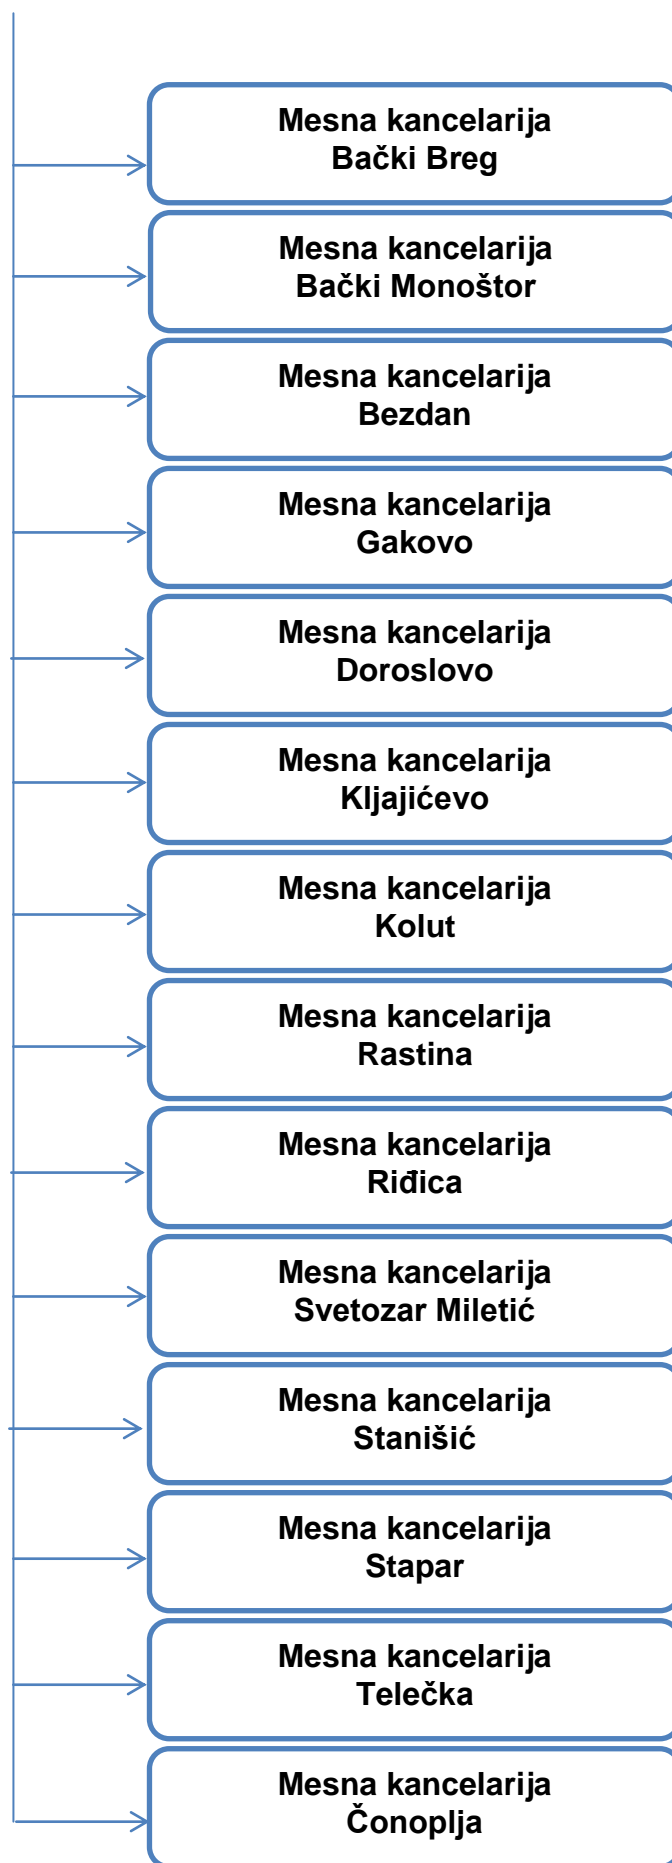 Mesna kancelarija
Bački Breg
Mesna kancelarija
Bački Monoštor
Mesna kancelarija
Bezdan
Mesna kancelarija
Gakovo
Mesna kancelarija
Doroslovo
Mesna kancelarija
Kljajićevo
Mesna kancelarija
Kolut
Mesna kancelarija
Rastina
Mesna kancelarija
Riđica
Mesna kancelarija
Svetozar Miletić
Mesna kancelarija
Stanišić
Mesna kancelarija
Stapar
Mesna kancelarija
Telečka
Mesna kancelarija
Čonoplja